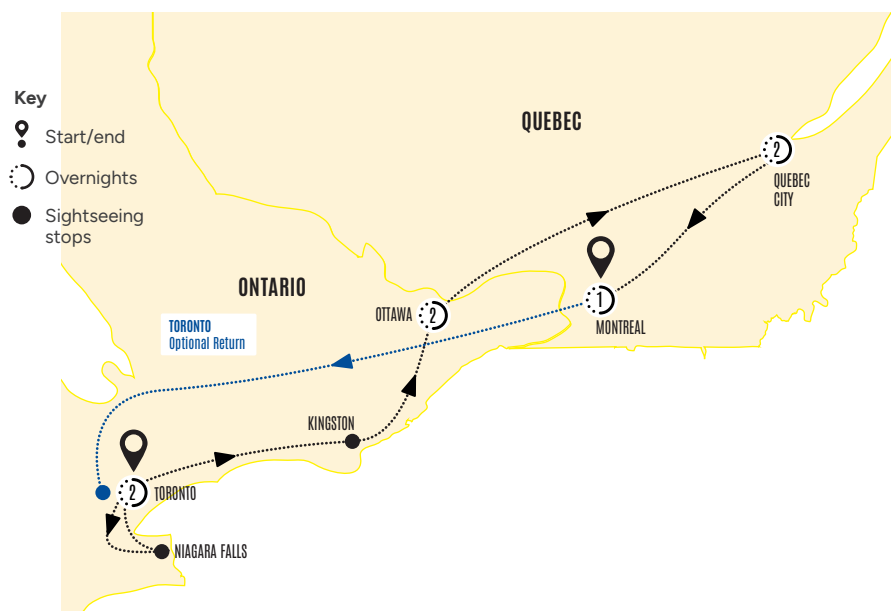 Key
Start/end
Overnights
Sightseeing
stops
QUEBEC
2
QUEBEC
CITY
ONTARIO
OTTAWA
2
1
MONTREAL
TORONTO
Optional Return
KINGSTON
2
TORONTO
NIAGARA FALLS